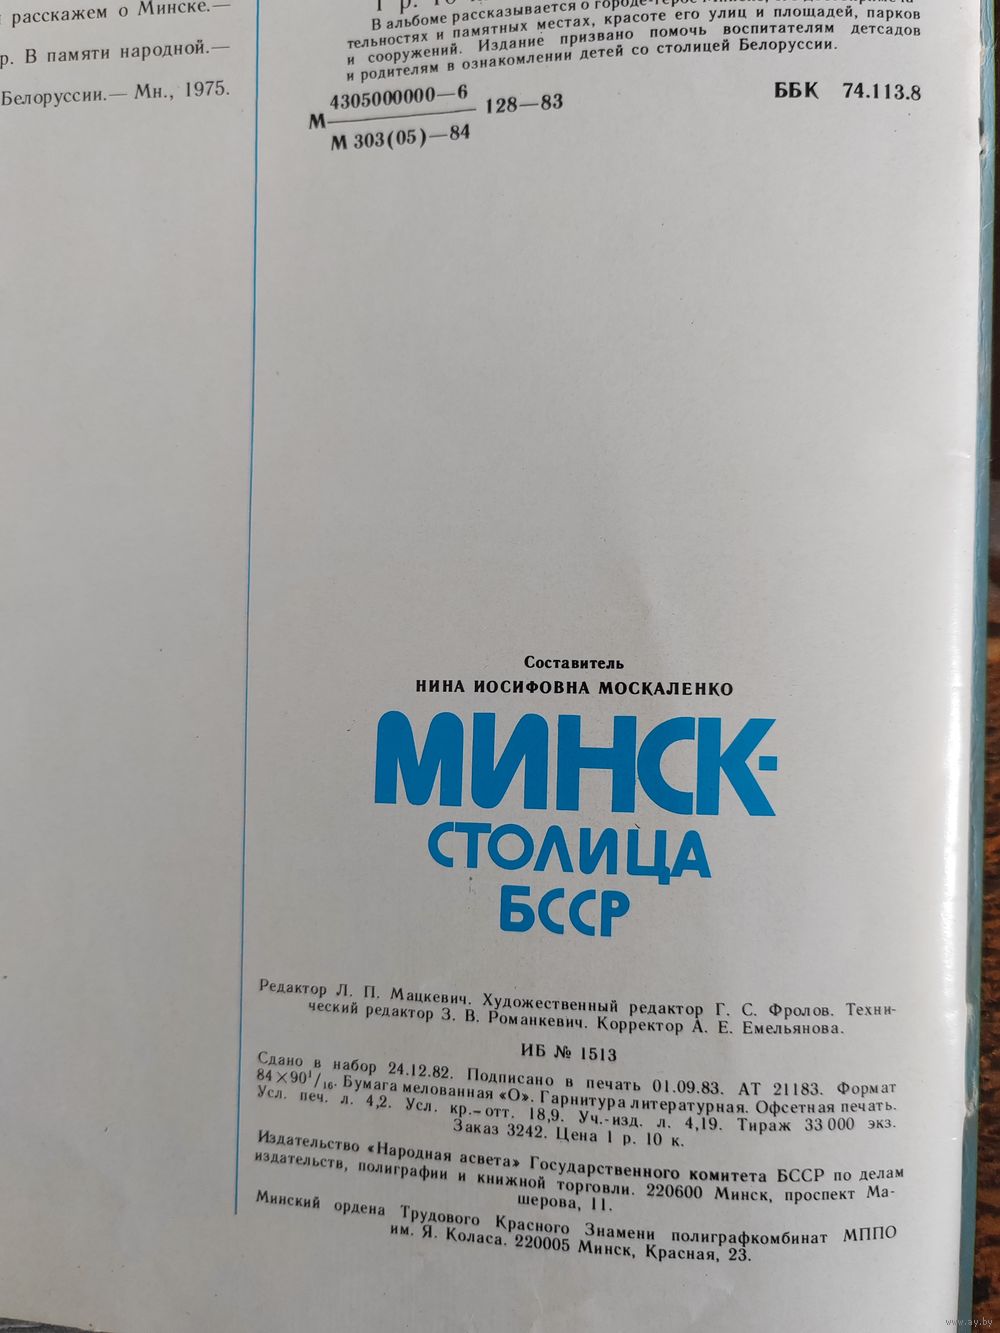 расскажем о Минске.—
р. В памяти народной.—
Белоруссии.— Мн., 1975.
В альбоме рассказывается о городе-герое Минске,
тельностях и памятных местах, красоте его улиц и площадей, парков
и сооружений. Издание призвано помочь воспитателям детсадов
и родителям в ознакомлении детей со столицей Белоруссии.
4305000000—6
М 128—83
М 303(05)—84
ББК 74.113.8
Составитель
НИНА ИОСИФОВНА МОСКАЛЕНКО
МИНСК-
СТОЛИЦА
БССР
Редактор Л. П. Мацкевич. Художественный редактор Г. С. Фролов. Техни-
ческий редактор З. В. Романкевич. Корректор А. Е. Емельянова.
ИБ № 1513
Сдано в набор 24.12.82. Подписано в печать 01.09.83. АТ 21183. Формат
84×90¹/₁₆. Бумага мелованная «О». Гарнитура литературная. Офсетная печать.
Усл. печ. л. 4,2. Усл. кр.-отт. 18,9. Уч.-изд. л. 4,19. Тираж 33 000 экз.
Заказ 3242. Цена 1 р. 10 к.
Издательство «Народная асвета» Государственного комитета БССР по делам
издательств, полиграфии и книжной торговли. 220600 Минск, проспект Ма-
шерова, 11.
Минский ордена Трудового Красного Знамени полиграфкомбинат МППО
им. Я. Коласа. 220005 Минск, Красная, 23.
www.ay.by